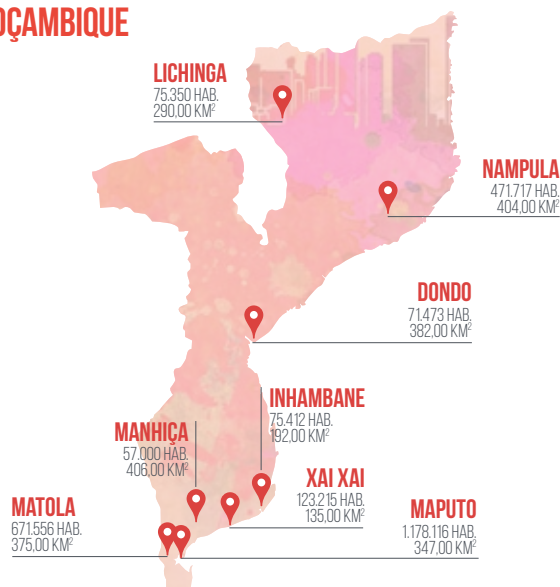 OÇAMBIQUE
LICHINGA
75.350 HAB.
290,00 KM²
NAMPULA
471.717 HAB.
404,00 KM²
DONDO
71.473 HAB.
382,00 KM²
INHAMBANE
75.412 HAB.
192,00 KM²
MANHIÇA
57.000 HAB.
406,00 KM²
XAI XAI
123.215 HAB.
135,00 KM²
MATOLA
671.556 HAB.
375,00 KM²
MAPUTO
1.178.116 HAB.
347,00 KM²